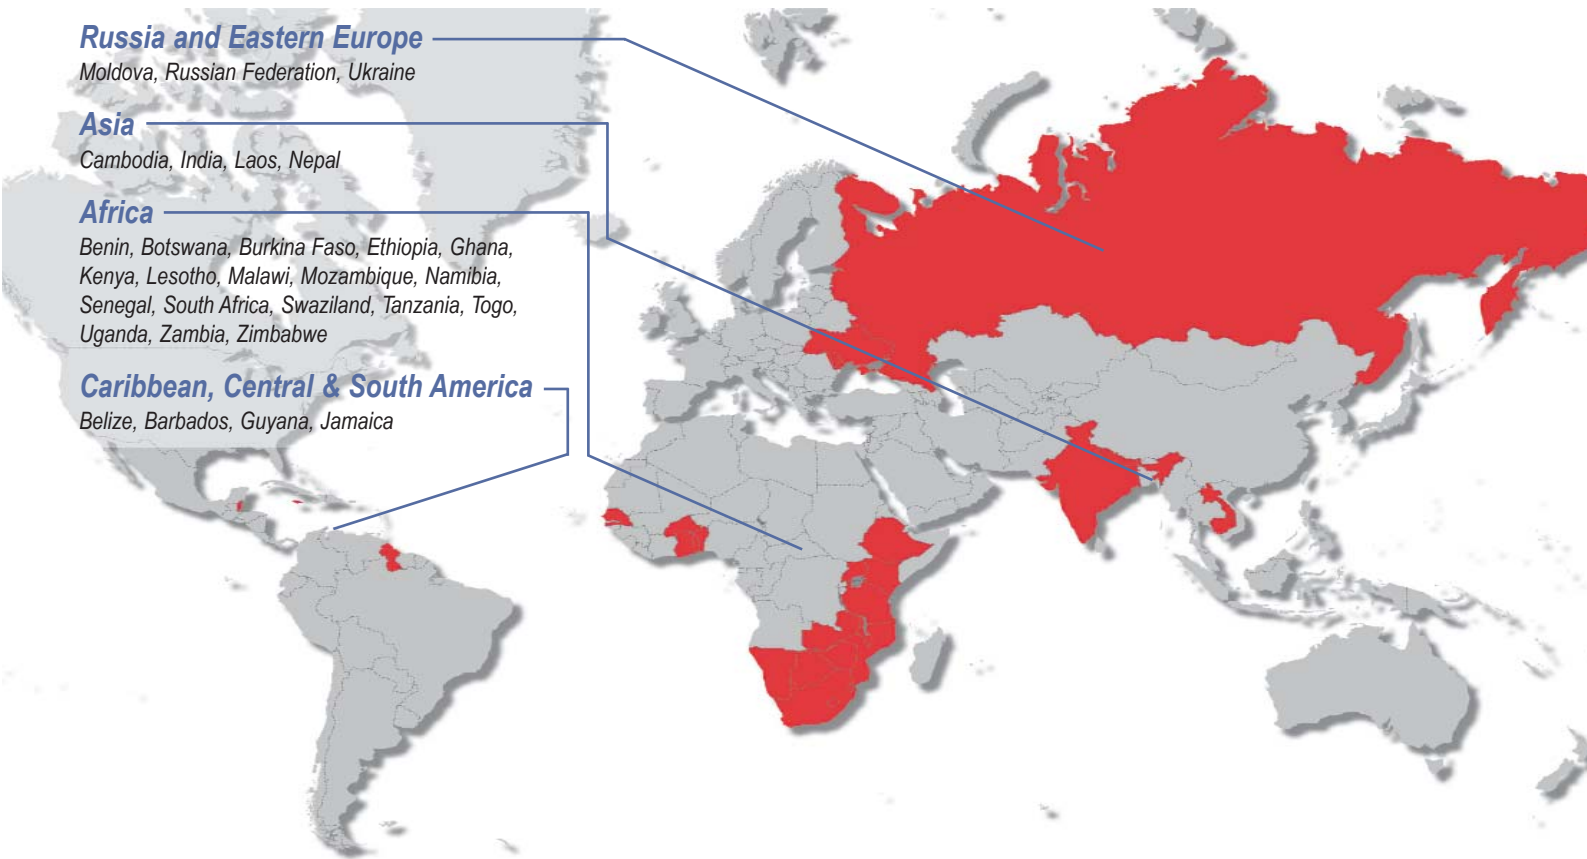 Russia and Eastern Europe
Moldova, Russian Federation, Ukraine
Asia
Cambodia, India, Laos, Nepal
Africa
Benin, Botswana, Burkina Faso, Ethiopia, Ghana,
Kenya, Lesotho, Malawi, Mozambique, Namibia,
Senegal, South Africa, Swaziland, Tanzania, Togo,
Uganda, Zambia, Zimbabwe
Caribbean, Central & South America
Belize, Barbados, Guyana, Jamaica